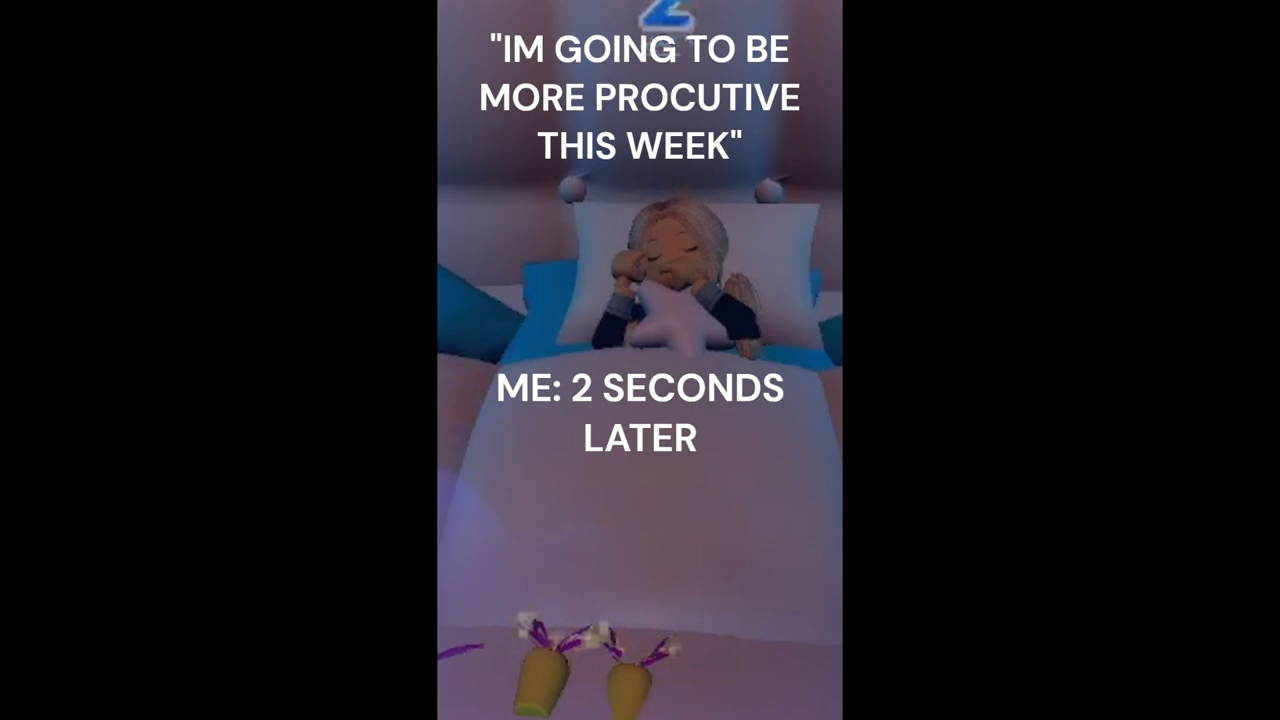 "IM GOING TO BE
MORE PROCUTIVE
THIS WEEK"
ME: 2 SECONDS
LATER